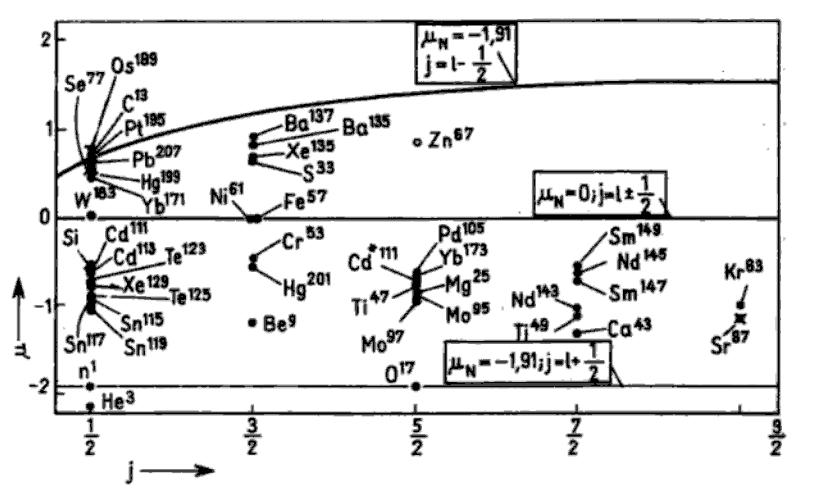 2
μN=−1,91
j=l−1/2
Os189
Se77
C13
1
Pt195
Ba137
Ba135
Zn67
Pb207
Xe135
Hg199
S33
W183
Yb171
Ni61
Fe57
μN=0;j=l±1/2
0
Si
Cd111
Cd113
Te123
Cr53
Pd105
Yb173
Sm149
Cd*111
Nd145
Xe129
Te125
Hg201
Mg25
Sm147
Kr83
-1
Ti47
Mo95
Nd143
Sn115
Be9
Ti49
Ca43
Sr87
Sn117
Sn119
Mo97
μN=−1,91;j=l+1/2
n1
O17
-2
He3
1/2
3/2
5/2
7/2
9/2
μ
j